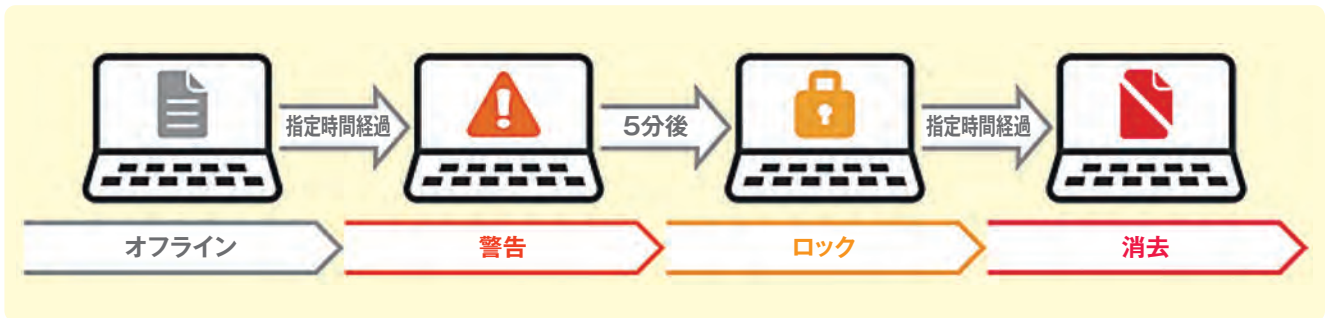 指定時間経過
5分後
指定時間経過
オフライン
警告
ロック
消去